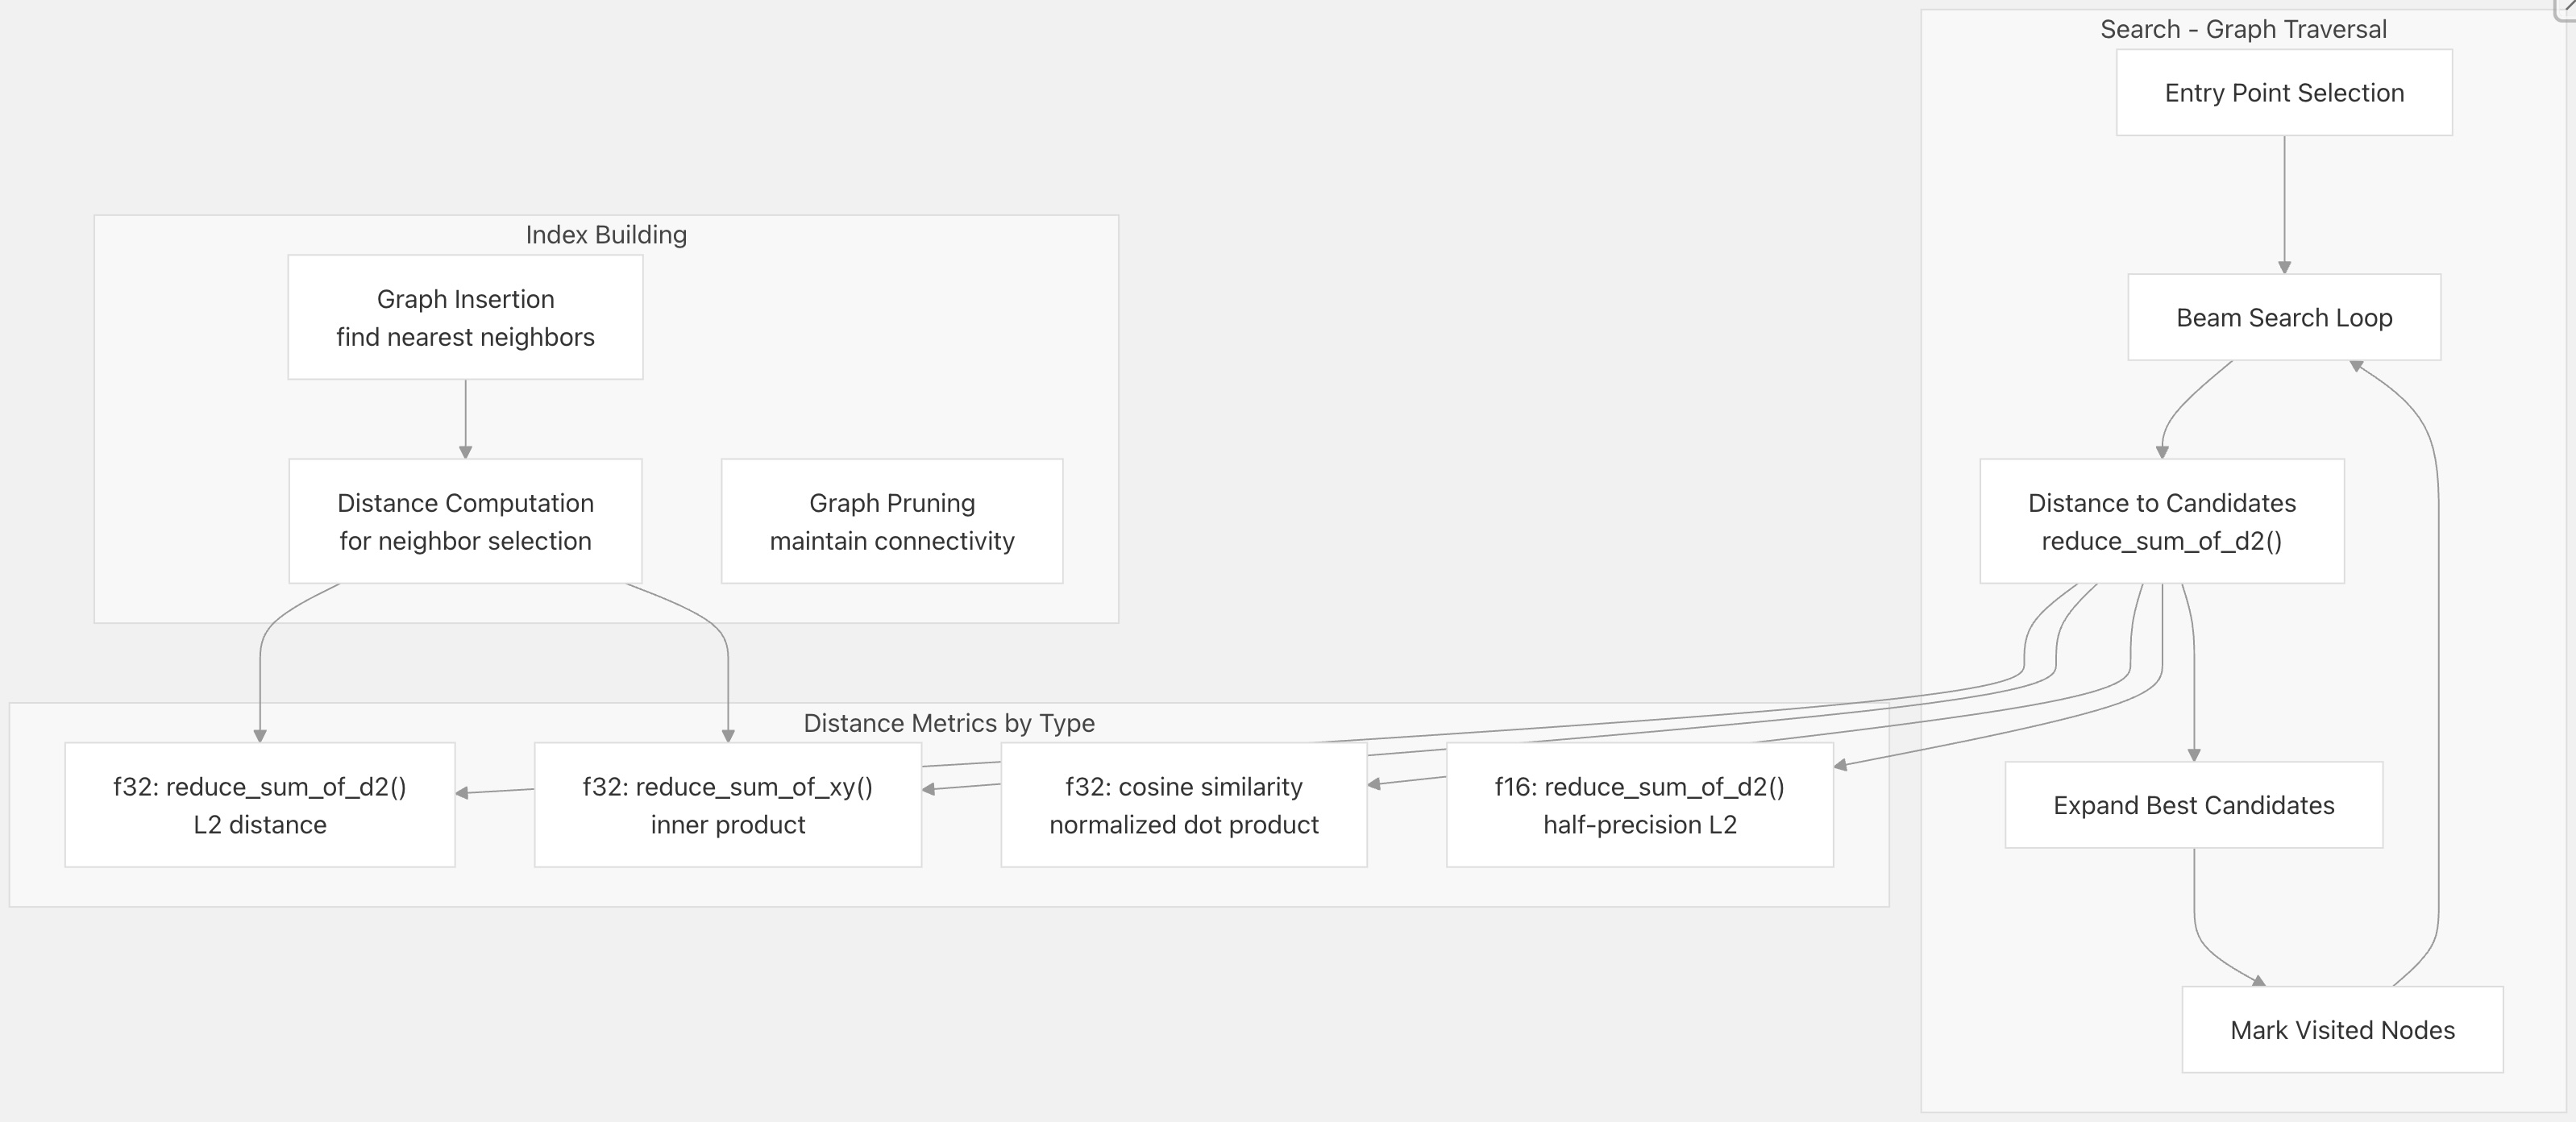 Search - Graph Traversal
Entry Point Selection
Beam Search Loop
Distance to Candidates
reduce_sum_of_d2()
Expand Best Candidates
Mark Visited Nodes
Index Building
Graph Insertion
find nearest neighbors
Distance Computation
for neighbor selection
Graph Pruning
maintain connectivity
Distance Metrics by Type
f32: reduce_sum_of_d2()
L2 distance
f32: reduce_sum_of_xy()
inner product
f32: cosine similarity
normalized dot product
f16: reduce_sum_of_d2()
half-precision L2